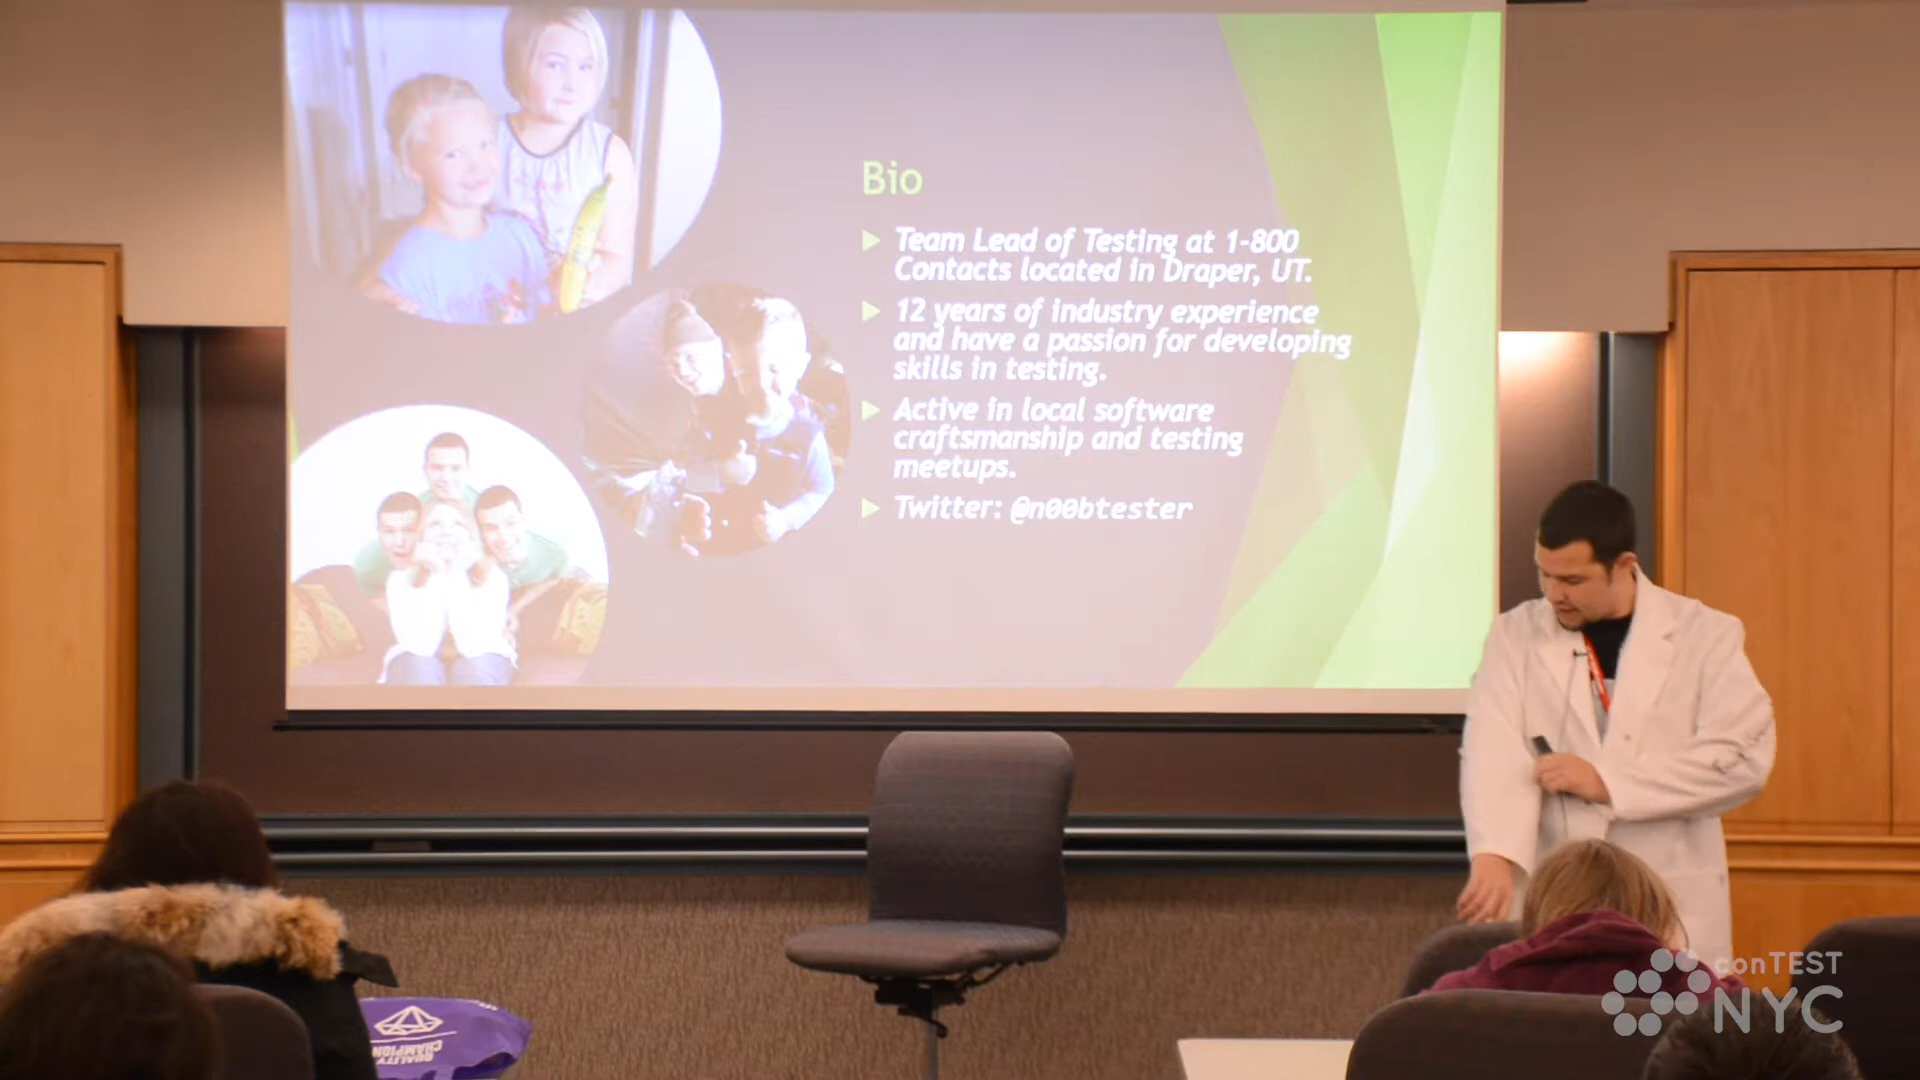 Bio
Team Lead of Testing at 1-800
Contacts located in Draper, UT.
12 years of industry experience
and have a passion for developing
skills in testing.
Active in local software
craftsmanship and testing
meetups.
Twitter: @n00btester
QUALITY
CHAMPION
conTEST
NYC